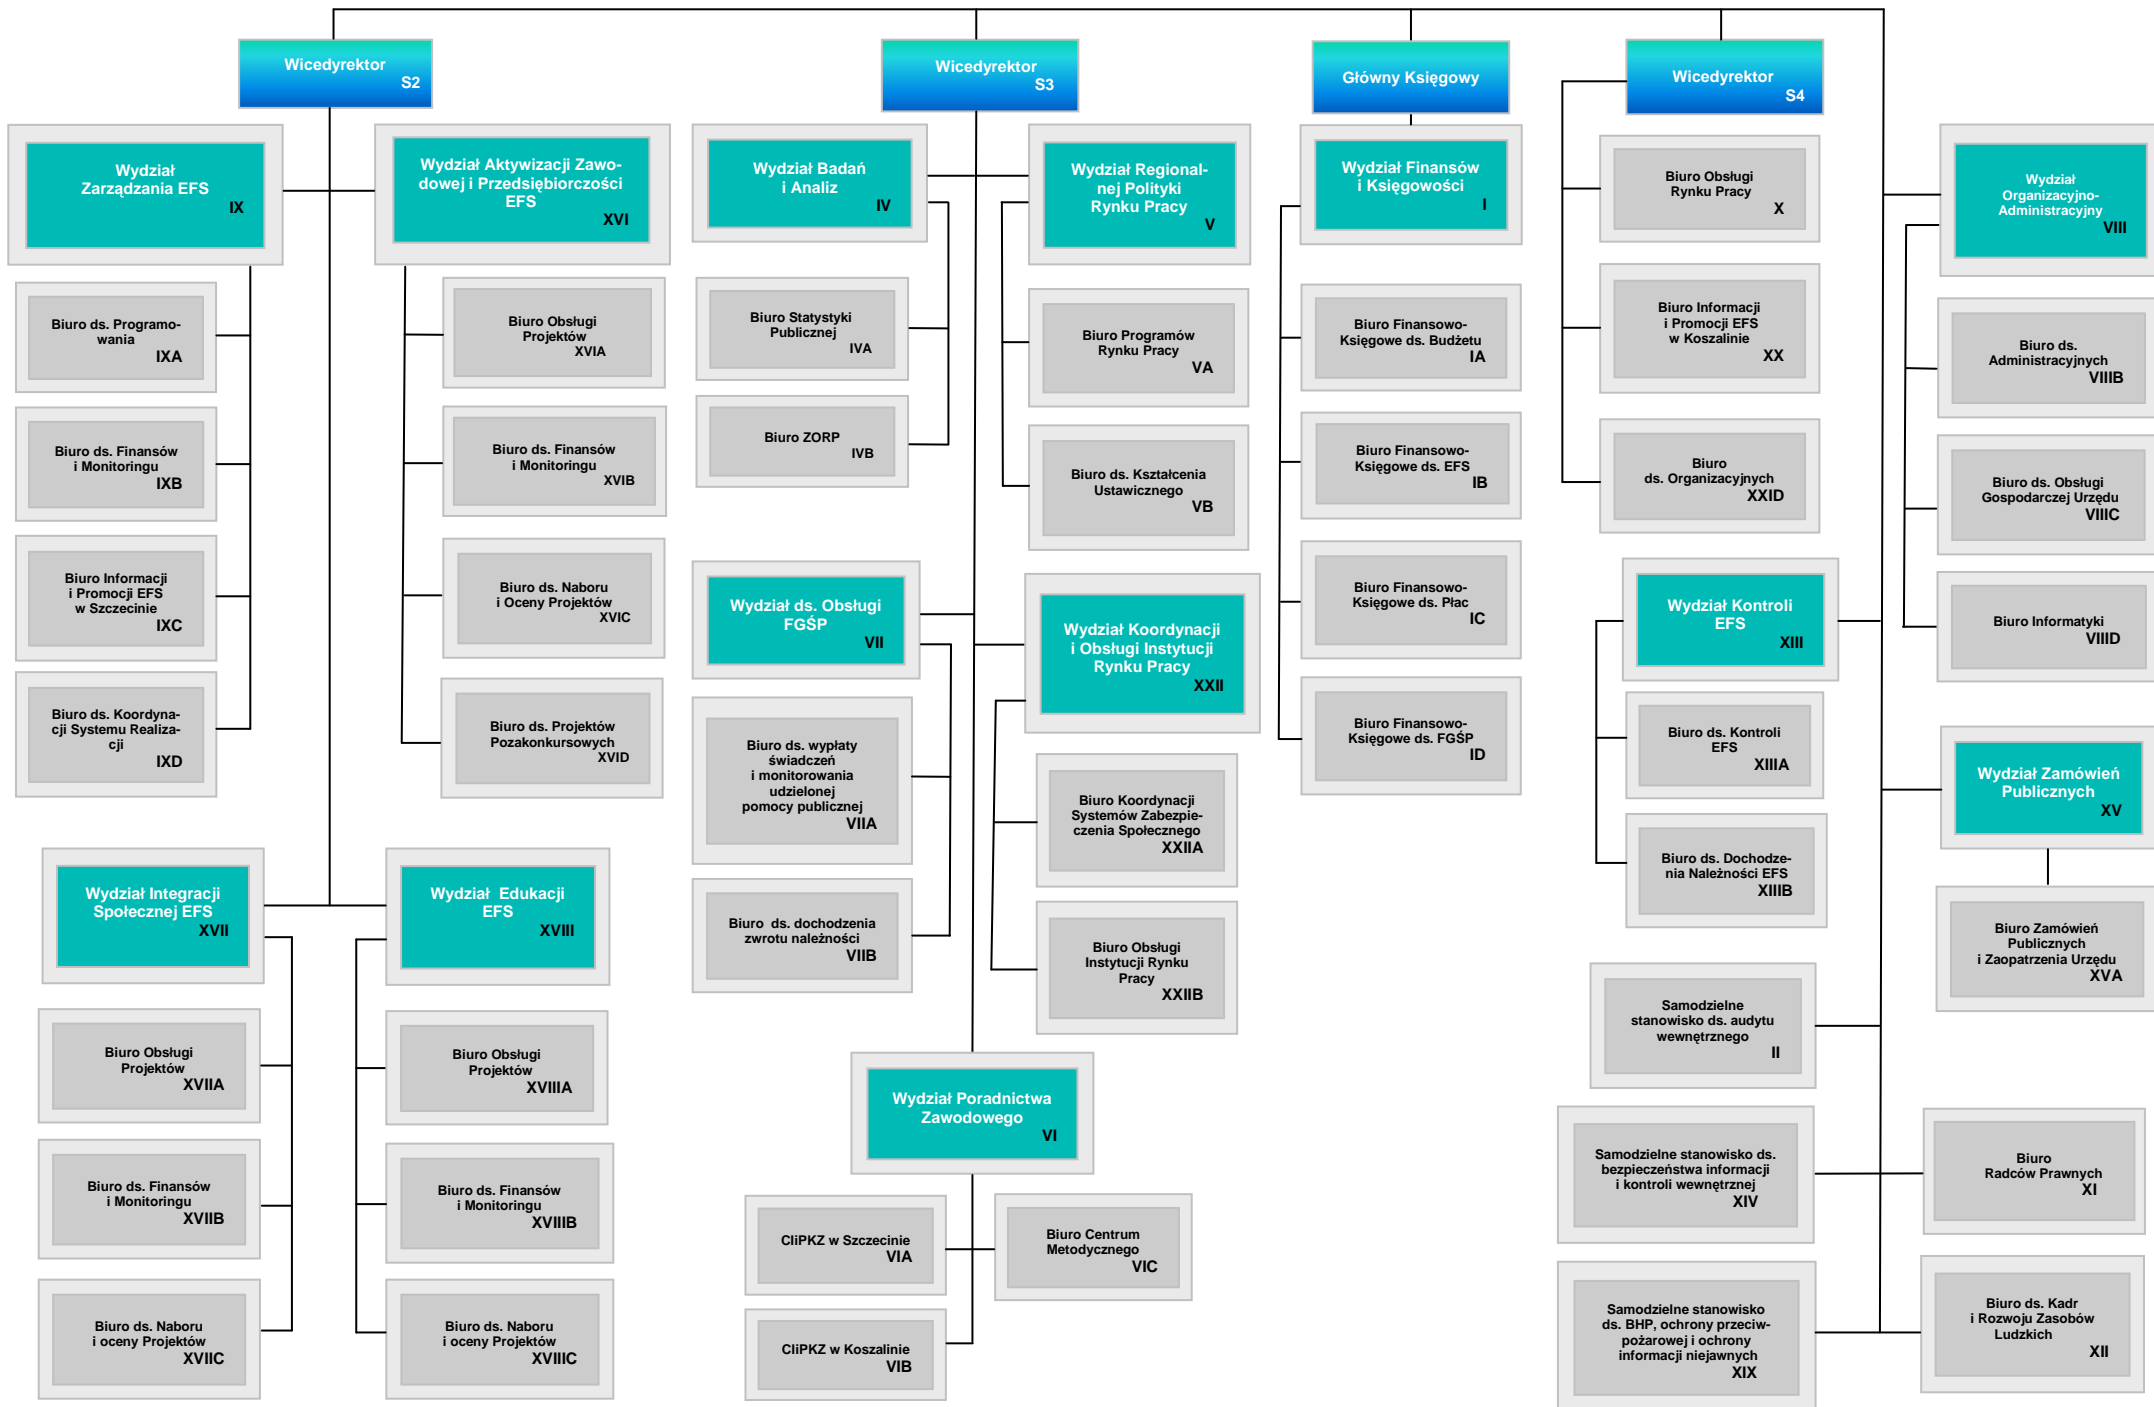 Wicedyrektor
S2
Wicedyrektor
S3
Główny Księgowy
Wicedyrektor
S4
Wydział
Zarządzania EFS
IX
Wydział Aktywizacji Zawo-
dowej i Przedsiębiorczości
EFS
XVI
Wydział Badań
i Analiz
IV
Wydział Regional-
nej Polityki
Rynku Pracy
V
Wydział Finansów
i Księgowości
I
Biuro Obsługi
Rynku Pracy
X
Wydział
Organizacyjno-
Administracyjny
VIII
Biuro ds. Programo-
wania
IXA
Biuro Obsługi
Projektów
XVIA
Biuro Statystyki
Publicznej
IVA
Biuro Programów
Rynku Pracy
VA
Biuro Finansowo-
Księgowe ds. Budżetu
IA
Biuro Informacji
i Promocji EFS
w Koszalinie
XX
Biuro ds.
Administracyjnych
VIIIB
Biuro ds. Finansów
i Monitoringu
IXB
Biuro ds. Finansów
i Monitoringu
XVIB
Biuro ZORP
IVB
Biuro ds. Kształcenia
Ustawicznego
VB
Biuro Finansowo-
Księgowe ds. EFS
IB
Biuro
ds. Organizacyjnych
XXID
Biuro ds. Obsługi
Gospodarczej Urzędu
VIIIC
Biuro Informacji
i Promocji EFS
w Szczecinie
IXC
Biuro ds. Naboru
i Oceny Projektów
XVIC
Wydział ds. Obsługi
FGŚP
VII
Wydział Koordynacji
i Obsługi Instytucji
Rynku Pracy
XXII
Biuro Finansowo-
Księgowe ds. Płac
IC
Wydział Kontroli
EFS
XIII
Biuro Informatyki
VIIID
Biuro ds. Koordyna-
cji Systemu Realiza-
cji
IXD
Biuro ds. Projektów
Pozakonkursowych
XVID
Biuro ds. wypłaty
świadczeń
i monitorowania
udzielonej
pomocy publicznej
VIIA
Biuro Koordynacji
Systemów Zabezpie-
czenia Społecznego
XXIIA
Biuro Finansowo-
Księgowe ds. FGŚP
ID
Biuro ds. Kontroli
EFS
XIIIA
Wydział Zamówień
Publicznych
XV
Wydział Integracji
Społecznej EFS
XVII
Wydział  Edukacji
EFS
XVIII
Biuro  ds. dochodzenia
zwrotu należności
VIIB
Biuro Obsługi
Instytucji Rynku
Pracy
XXIIB
Biuro ds. Dochodze-
nia Należności EFS
XIIIB
Biuro Zamówień
Publicznych
i Zaopatrzenia Urzędu
XVA
Biuro Obsługi
Projektów
XVIIA
Biuro Obsługi
Projektów
XVIIIA
Wydział Poradnictwa
Zawodowego
VI
Samodzielne
stanowisko ds. audytu
wewnętrznego
II
Biuro ds. Finansów
i Monitoringu
XVIIB
Biuro ds. Finansów
i Monitoringu
XVIIIB
CIiPKZ w Szczecinie
VIA
Biuro Centrum
Metodycznego
VIC
Samodzielne stanowisko ds.
bezpieczeństwa informacji
i kontroli wewnętrznej
XIV
Biuro
Radców Prawnych
XI
Biuro ds. Naboru
i oceny Projektów
XVIIC
Biuro ds. Naboru
i oceny Projektów
XVIIIC
CIiPKZ w Koszalinie
VIB
Samodzielne stanowisko
ds. BHP, ochrony przeciw-
pożarowej i ochrony
informacji niejawnych
XIX
Biuro ds. Kadr
i Rozwoju Zasobów
Ludzkich
XII